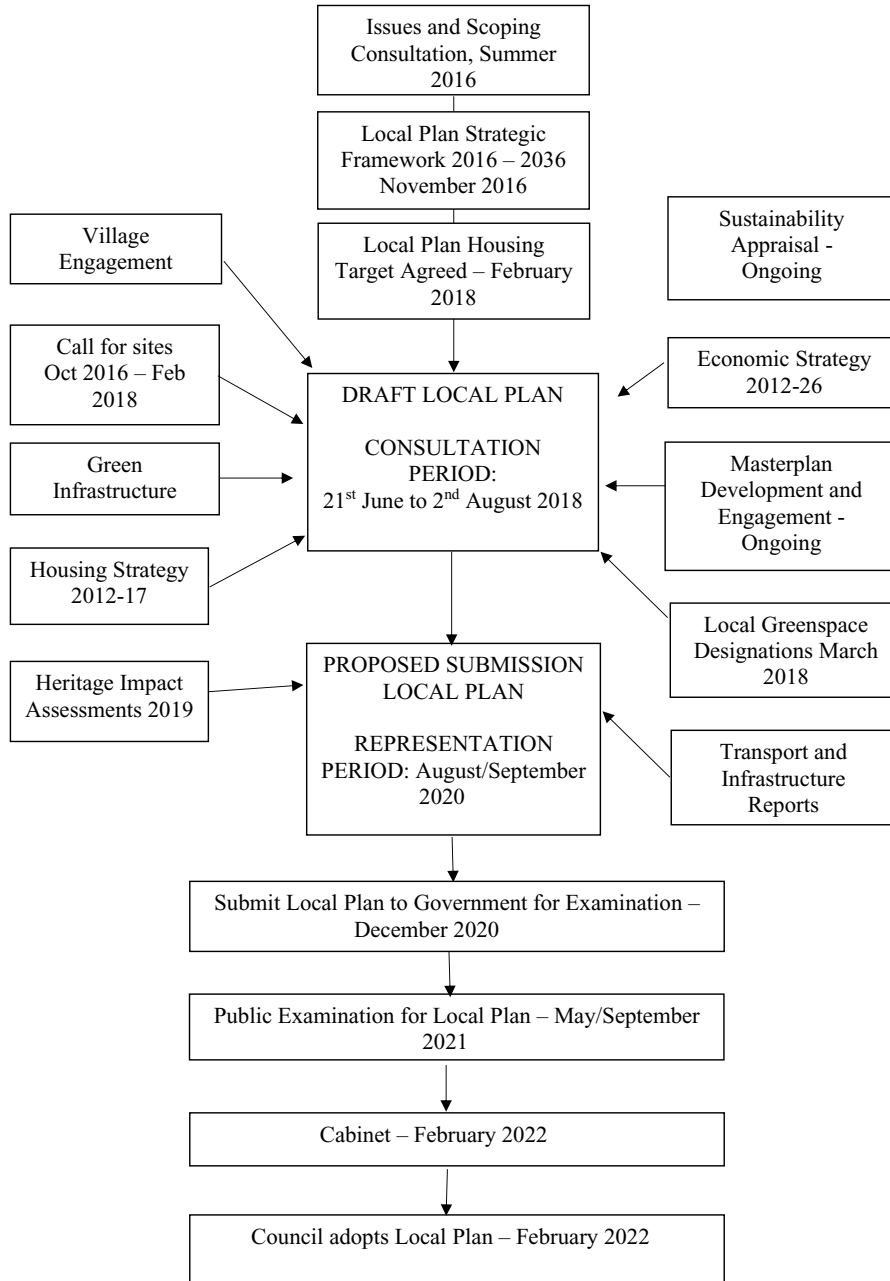 Issues and Scoping
Consultation, Summer
2016
Local Plan Strategic
Framework 2016 – 2036
November 2016
Local Plan Housing
Target Agreed – February
2018
Sustainability
Appraisal -
Ongoing
Village
Engagement
Call for sites
Oct 2016 – Feb
2018
Green
Infrastructure
Housing Strategy
2012-17
Heritage Impact
Assessments 2019
DRAFT LOCAL PLAN
CONSULTATION
PERIOD:
21st June to 2nd August 2018
Economic Strategy
2012-26
Masterplan
Development and
Engagement -
Ongoing
Local Greenspace
Designations March
2018
Transport and
Infrastructure
Reports
PROPOSED SUBMISSION
LOCAL PLAN
REPRESENTATION
PERIOD: August/September
2020
Submit Local Plan to Government for Examination –
December 2020
Public Examination for Local Plan – May/September
2021
Cabinet – February 2022
Council adopts Local Plan – February 2022